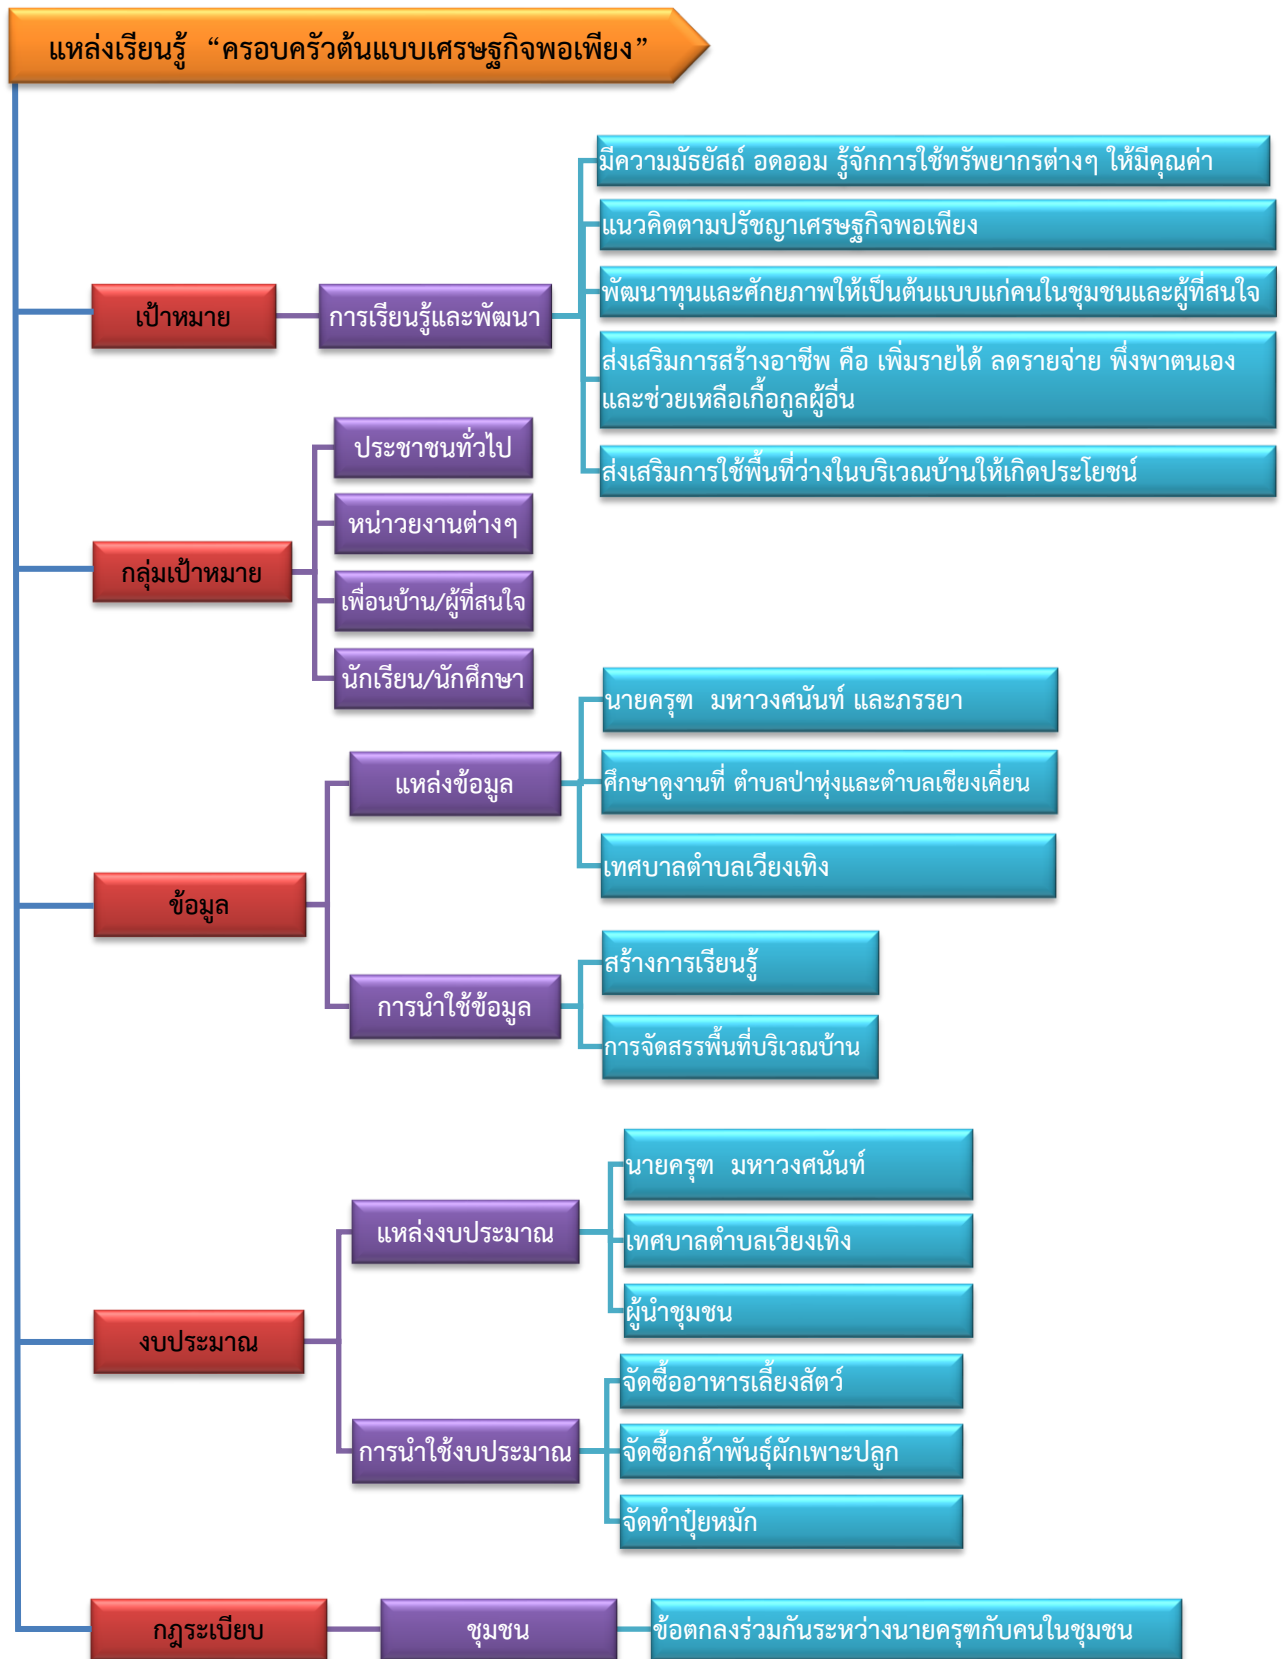 แหล่งเรียนรู้ “ครอบครัวต้นแบบเศรษฐกิจพอเพียง”
มีความมัธยัสถ์ อดออม รู้จักการใช้ทรัพยากรต่างๆ ให้มีคุณค่า
แนวคิดตามปรัชญาเศรษฐกิจพอเพียง
เป้าหมาย
การเรียนรู้และพัฒนา
พัฒนาทุนและศักยภาพให้เป็นต้นแบบแก่คนในชุมชนและผู้ที่สนใจ
ส่งเสริมการสร้างอาชีพ คือ เพิ่มรายได้ ลดรายจ่าย พึ่งพาตนเอง
และช่วยเหลือเกื้อกูลผู้อื่น
ส่งเสริมการใช้พื้นที่ว่างในบริเวณบ้านให้เกิดประโยชน์
กลุ่มเป้าหมาย
ประชาชนทั่วไป
หน่าวยงานต่างๆ
เพื่อนบ้าน/ผู้ที่สนใจ
นักเรียน/นักศึกษา
ข้อมูล
แหล่งข้อมูล
นายครุฑ มหาวงศนันท์ และภรรยา
ศึกษาดูงานที่ ตำบลป่าหุ่งและตำบลเชียงเคี่ยน
เทศบาลตำบลเวียงเทิง
การนำใช้ข้อมูล
สร้างการเรียนรู้
การจัดสรรพื้นที่บริเวณบ้าน
งบประมาณ
แหล่งงบประมาณ
นายครุฑ มหาวงศนันท์
เทศบาลตำบลเวียงเทิง
ผู้นำชุมชน
การนำใช้งบประมาณ
จัดซื้ออาหารเลี้ยงสัตว์
จัดซื้อกล้าพันธุ์ผักเพาะปลูก
จัดทำปุ๋ยหมัก
กฎระเบียบ
ชุมชน
ข้อตกลงร่วมกันระหว่างนายครุฑกับคนในชุมชน